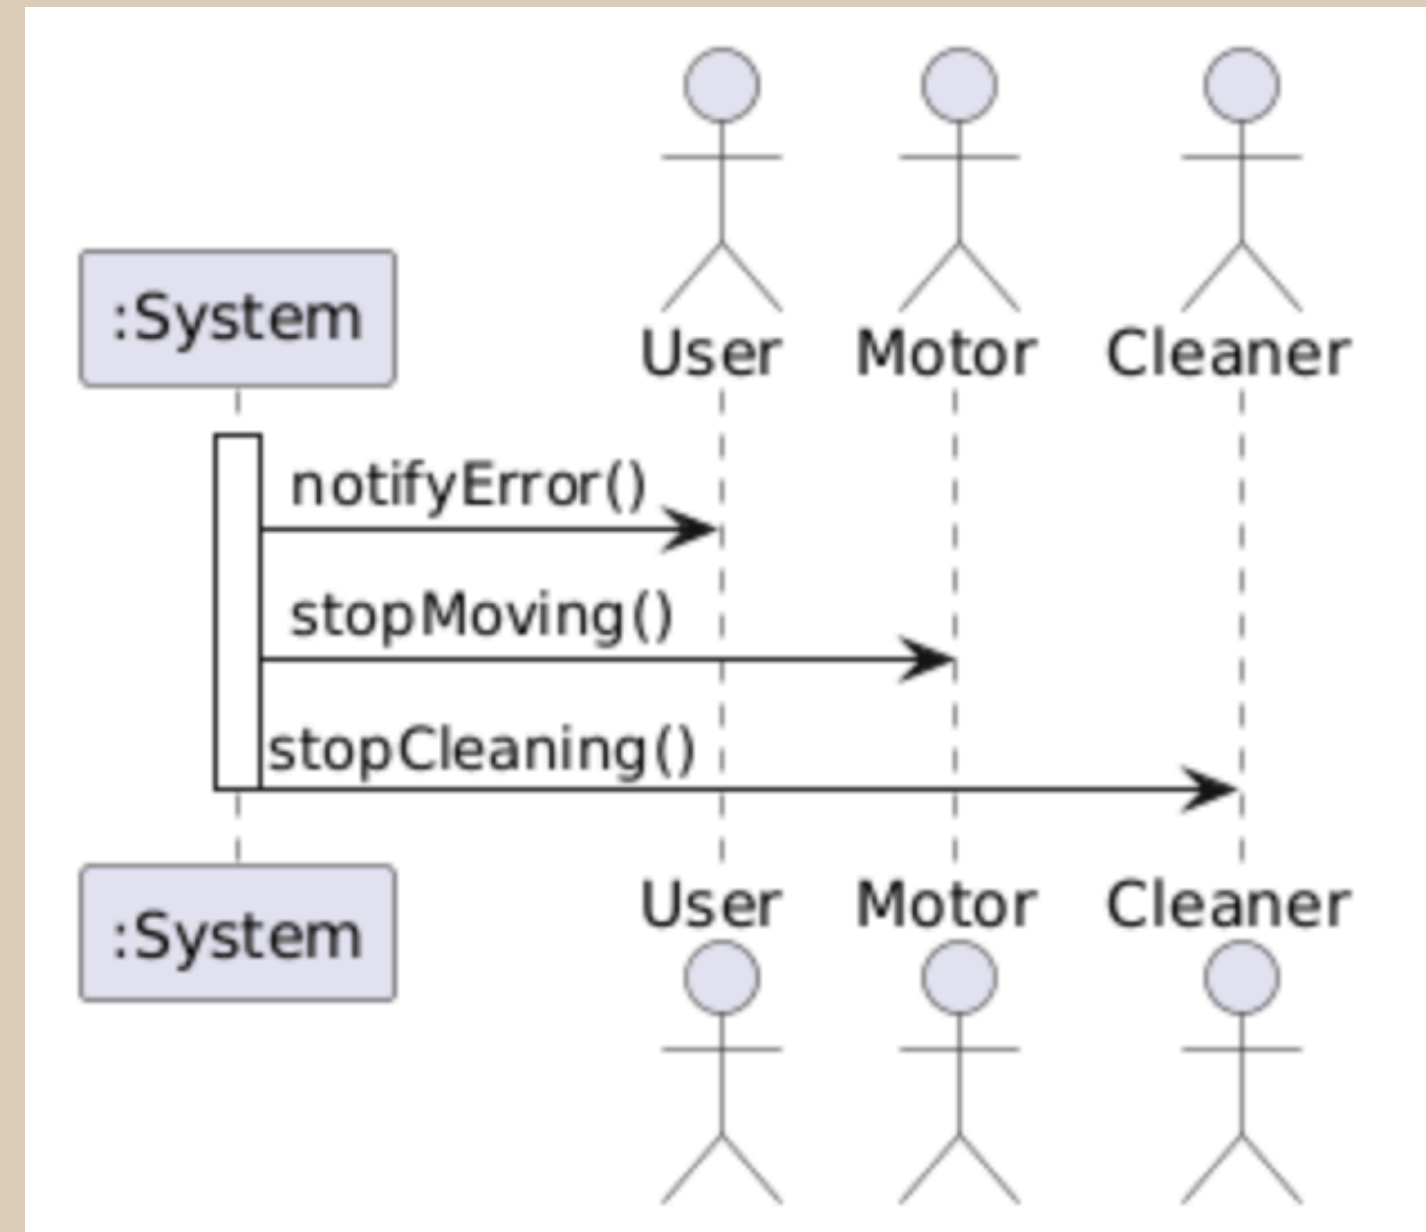 :System
User
Motor
Cleaner
notifyError()
stopMoving()
stopCleaning()
:System
User
Motor
Cleaner